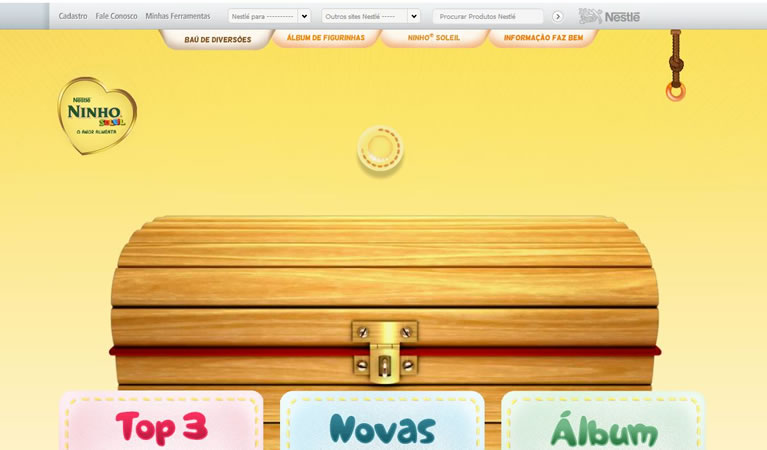 Cadastro Fale Conosco Minhas Ferramentas Nestlé para ---------- Outros sites Nestlé ----- Procurar Produtos Nestlé Nestlé
BAÚ DE DIVERSÕES ÁLBUM DE FIGURINHAS NINHO® SOLEIL INFORMAÇÃO FAZ BEM
Nestlé
NINHO
SOLEIL
O AMOR ALIMENTA
Top 3 Novas Álbum